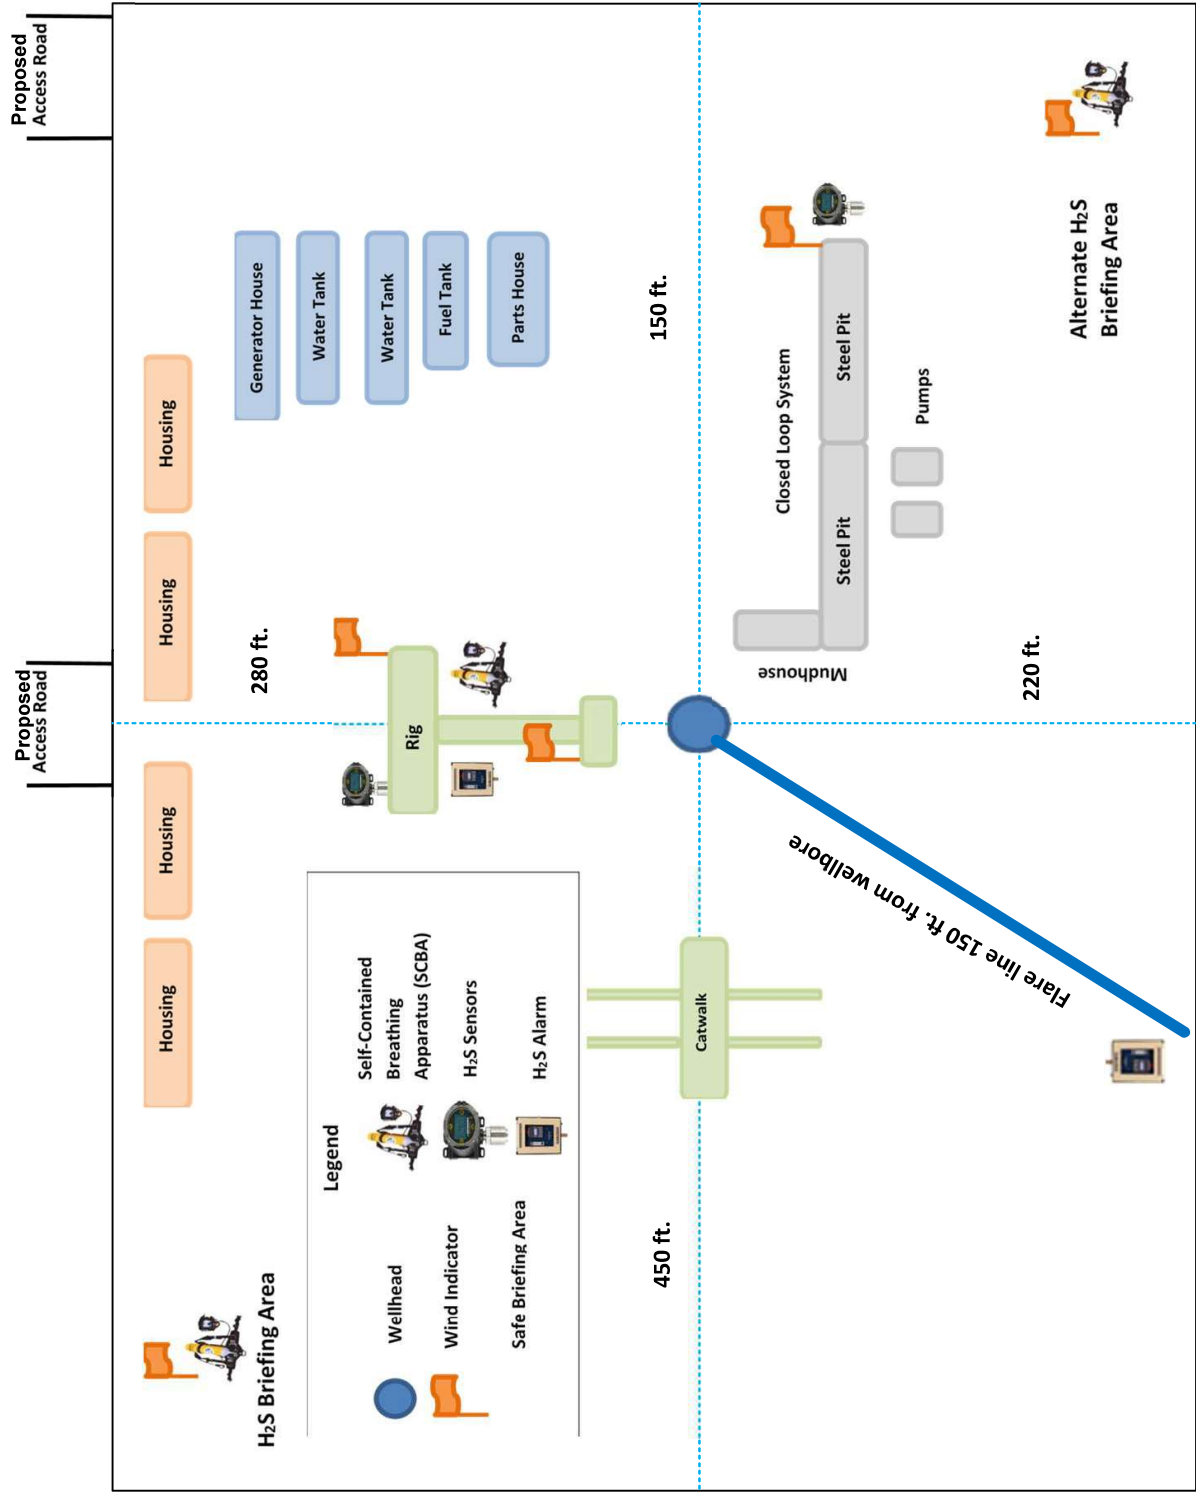 Proposed
Access Road
Proposed
Access Road
Housing
Housing
Housing
Housing
Generator House
Water Tank
Water Tank
Fuel Tank
Parts House
280 ft.
150 ft.
450 ft.
220 ft.
Rig
Catwalk
Closed Loop System
Steel Pit
Steel Pit
Pumps
Mudhouse
Flare line 150 ft. from wellbore
H₂S Briefing Area
Alternate H₂S
Briefing Area
Legend
Wellhead
Wind Indicator
Safe Briefing Area
Self-Contained
Breathing
Apparatus (SCBA)
H₂S Sensors
H₂S Alarm